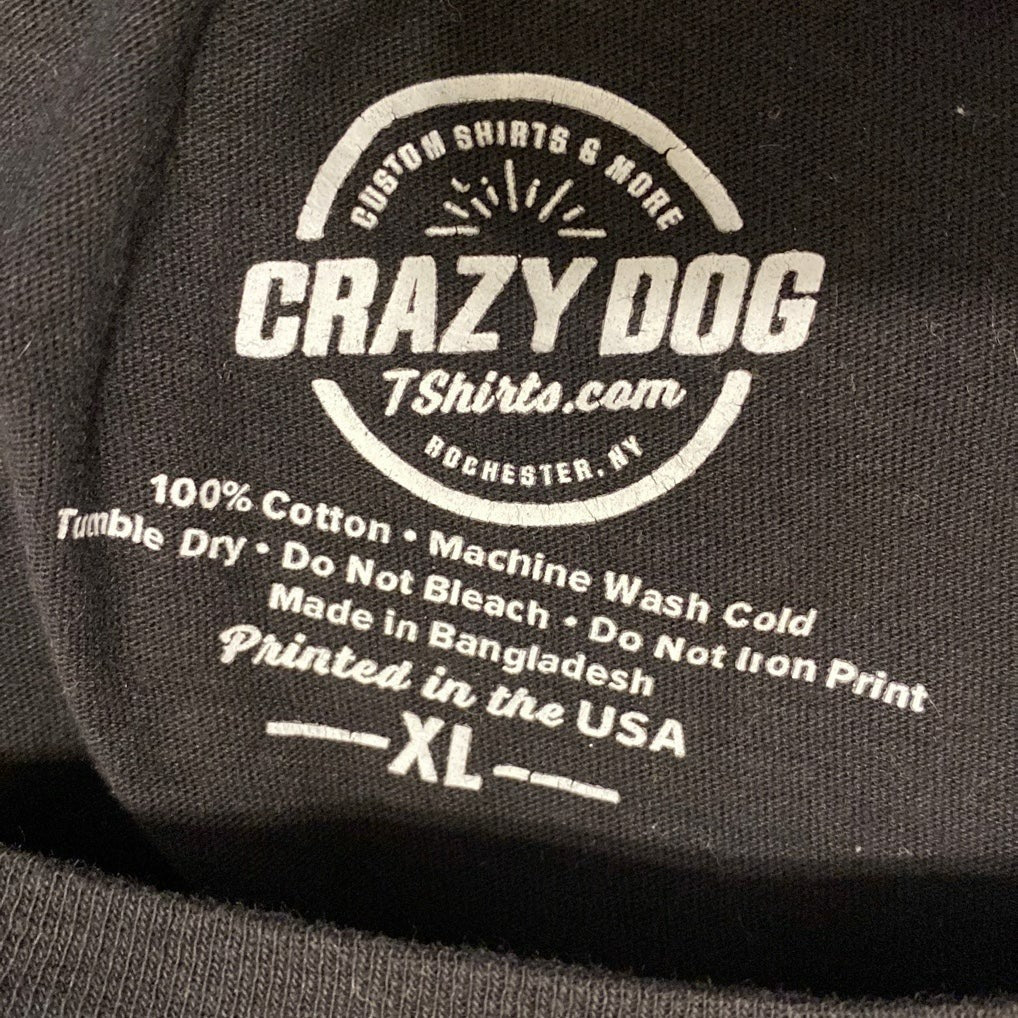 CUSTOM SHIRTS & MORE
CRAZY DOG
TShirts.com
ROCHESTER, NY
100% Cotton • Machine Wash Cold
Tumble Dry • Do Not Bleach • Do Not Iron Print
Made in Bangladesh
Printed in the USA
XL